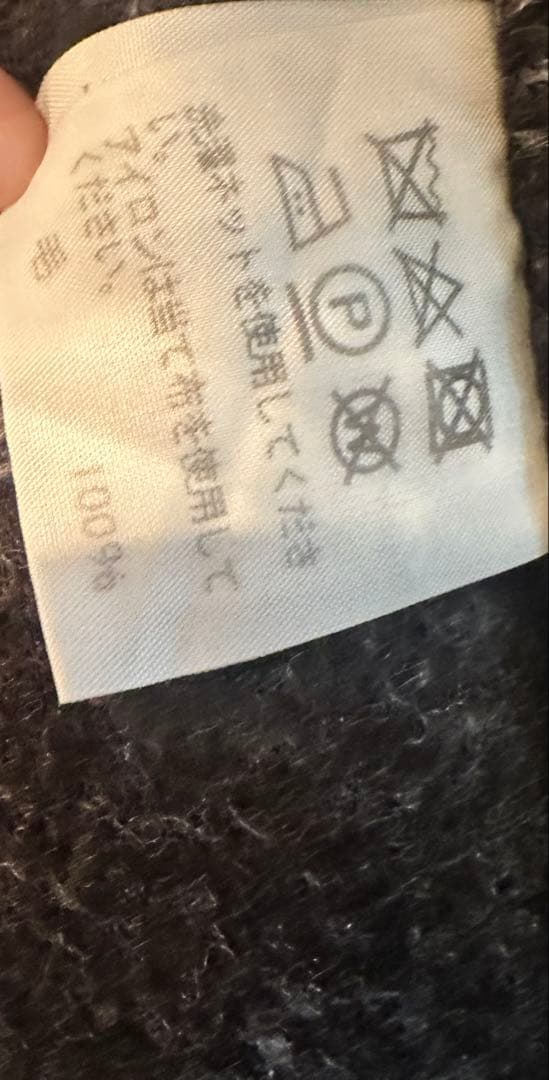 P
W
洗濯ネットを使用してくださ
い。
アイロンは当て布を使用して
ください。
毛 100%